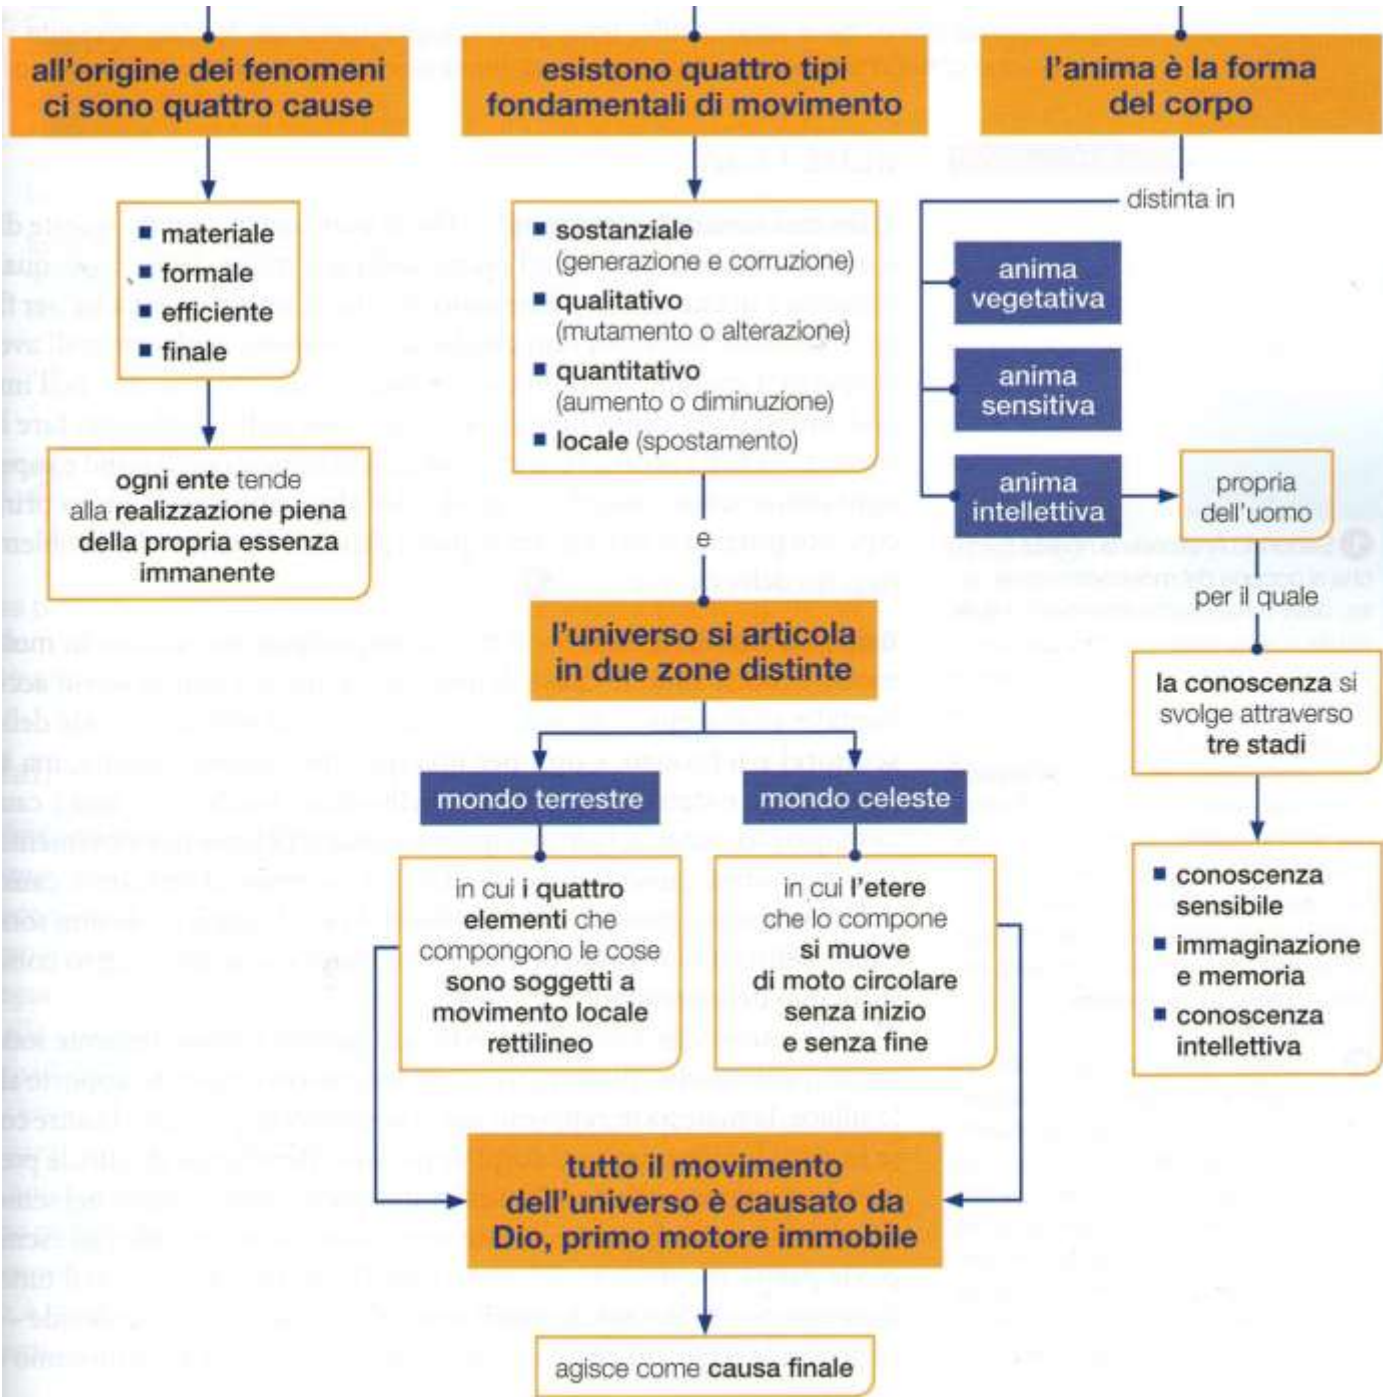 all'origine dei fenomeni
ci sono quattro cause
materiale
formale
efficiente
finale
ogni ente tende
alla realizzazione piena
della propria essenza
immanente
esistono quattro tipi
fondamentali di movimento
sostanziale
(generazione e corruzione)
qualitativo
(mutamento o alterazione)
quantitativo
(aumento o diminuzione)
locale (spostamento)
e
l'universo si articola
in due zone distinte
mondo terrestre
in cui i quattro
elementi che
compongono le cose
sono soggetti a
movimento locale
rettilineo
mondo celeste
in cui l'etere
che lo compone
si muove
di moto circolare
senza inizio
e senza fine
tutto il movimento
dell'universo è causato da
Dio, primo motore immobile
agisce come causa finale
l'anima è la forma
del corpo
distinta in
anima
vegetativa
anima
sensitiva
anima
intellettiva
propria
dell'uomo
per il quale
la conoscenza si
svolge attraverso
tre stadi
conoscenza
sensibile
immaginazione
e memoria
conoscenza
intellettiva